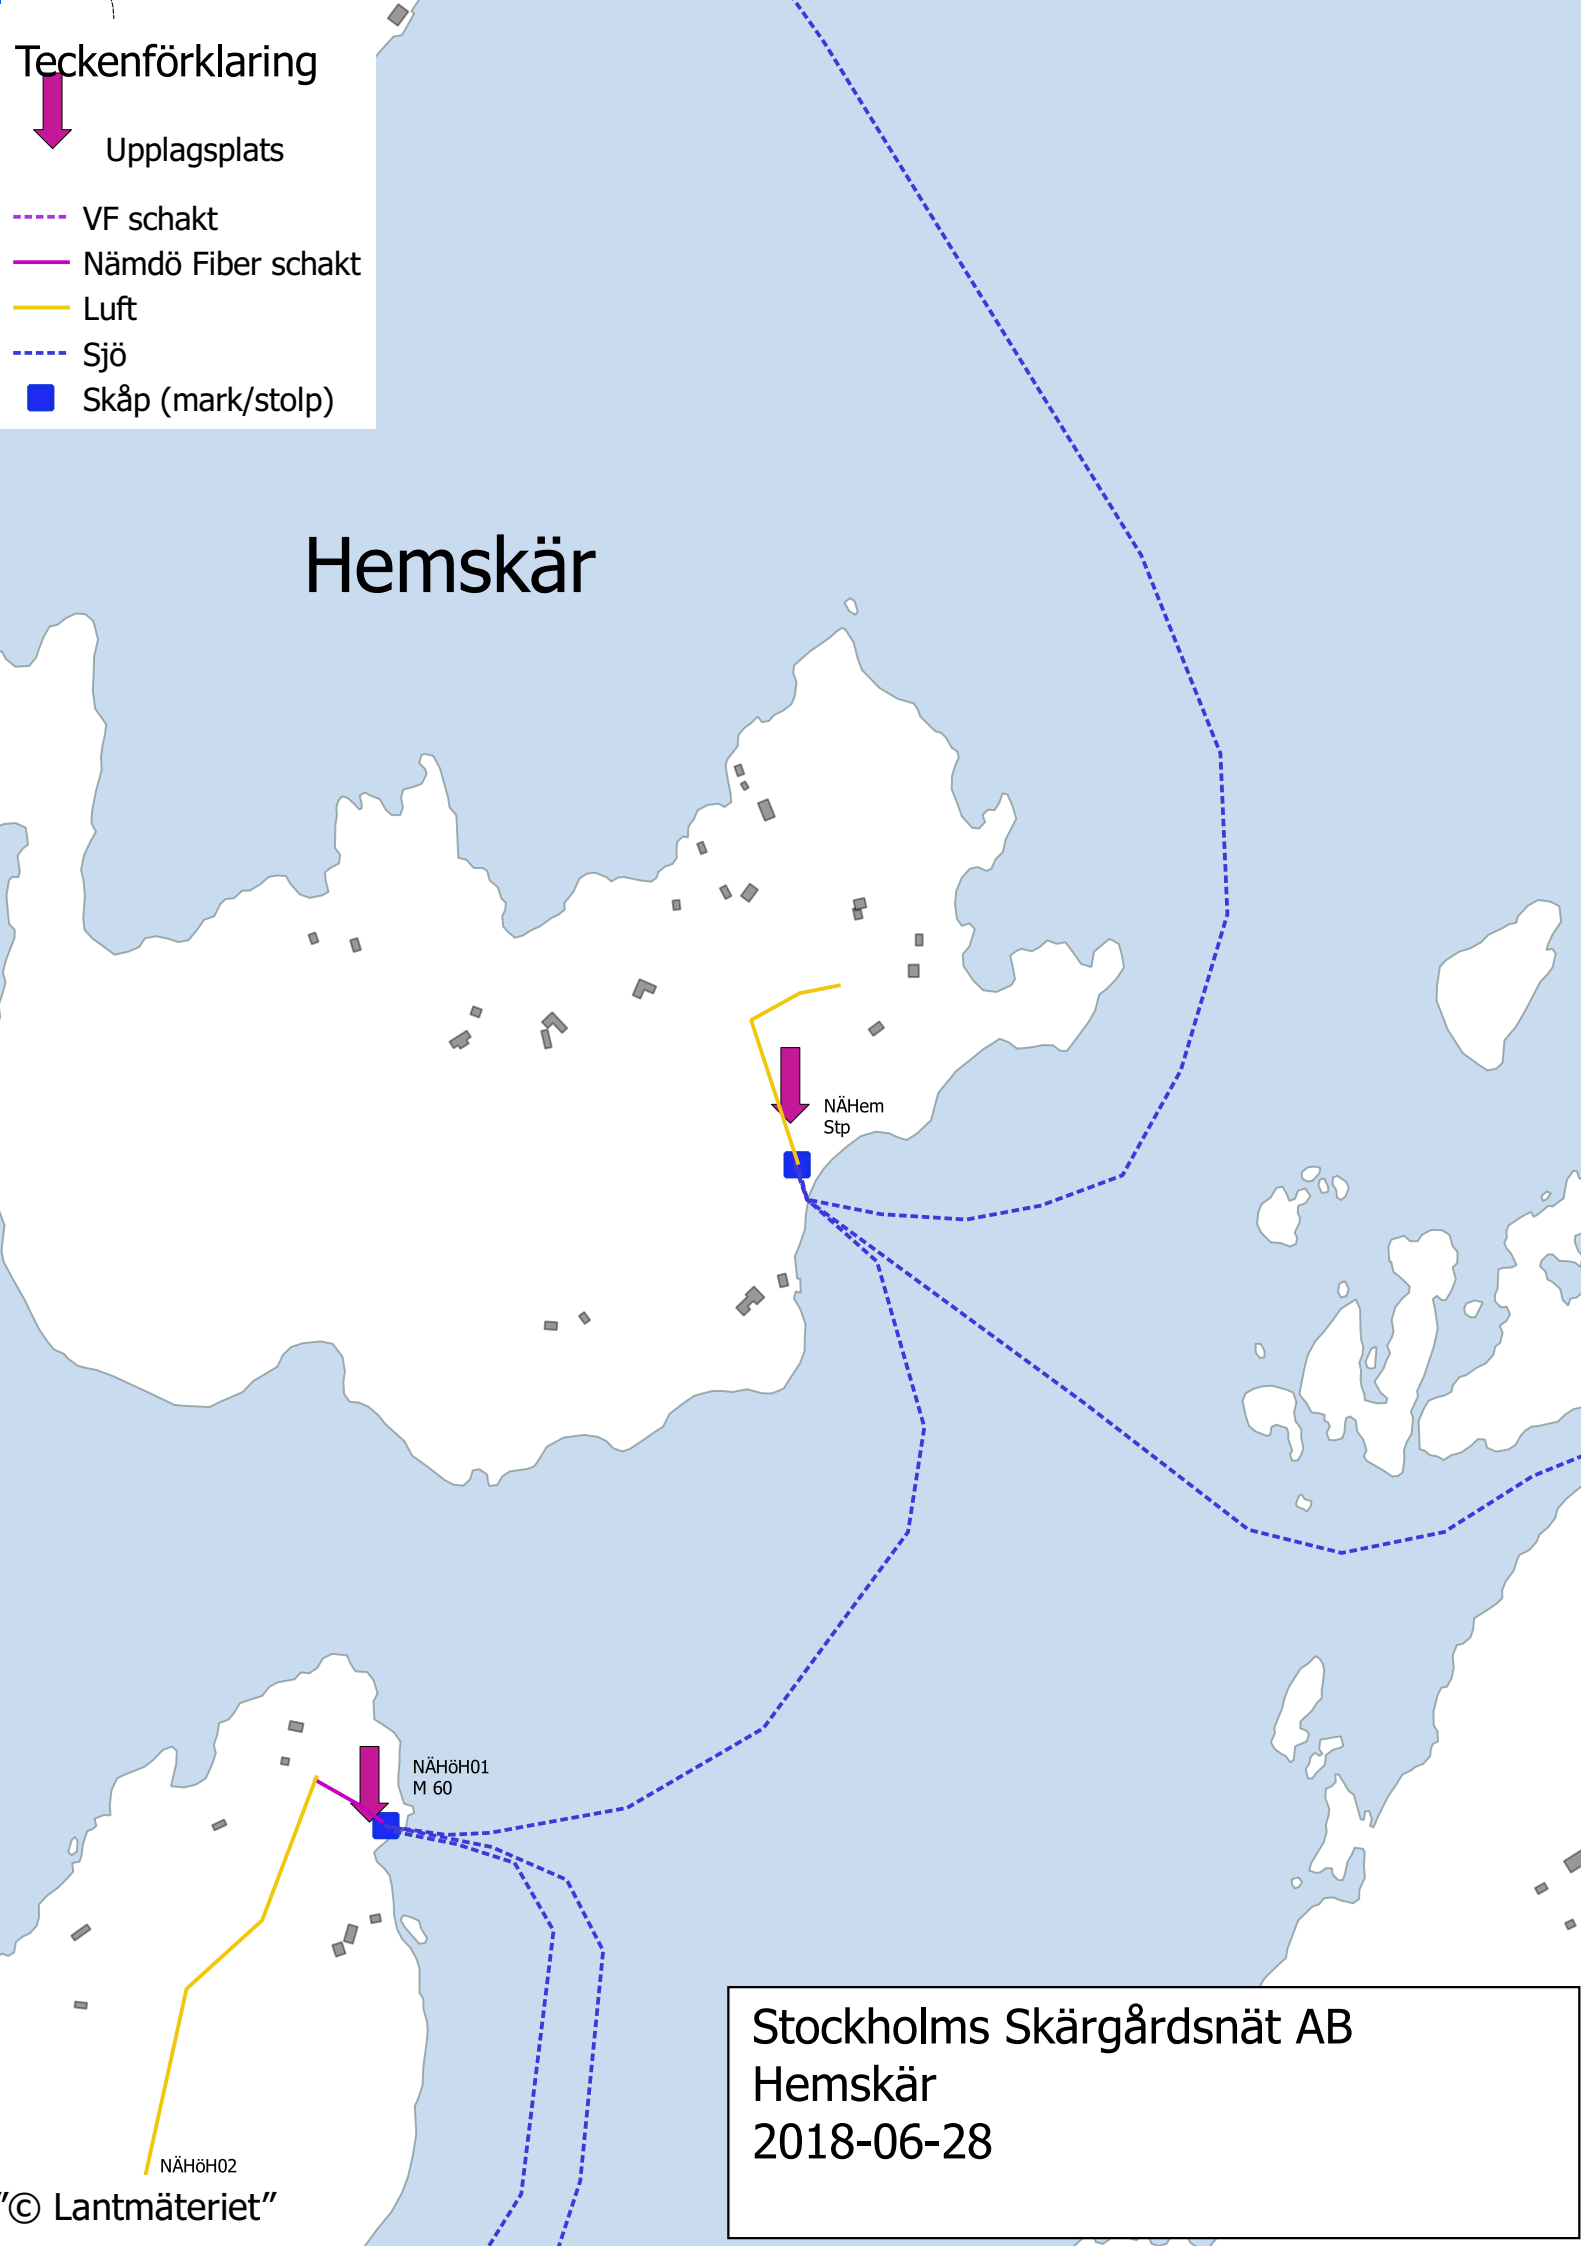 Teckenförklaring
Upplagsplats
VF schakt
Nämdö Fiber schakt
Luft
Sjö
Skåp (mark/stolp)
Hemskär
NÄHem
Stp
NÄHöH01
M 60
NÄHöH02
"© Lantmäteriet"
Stockholms Skärgårdsnät AB
Hemskär
2018-06-28